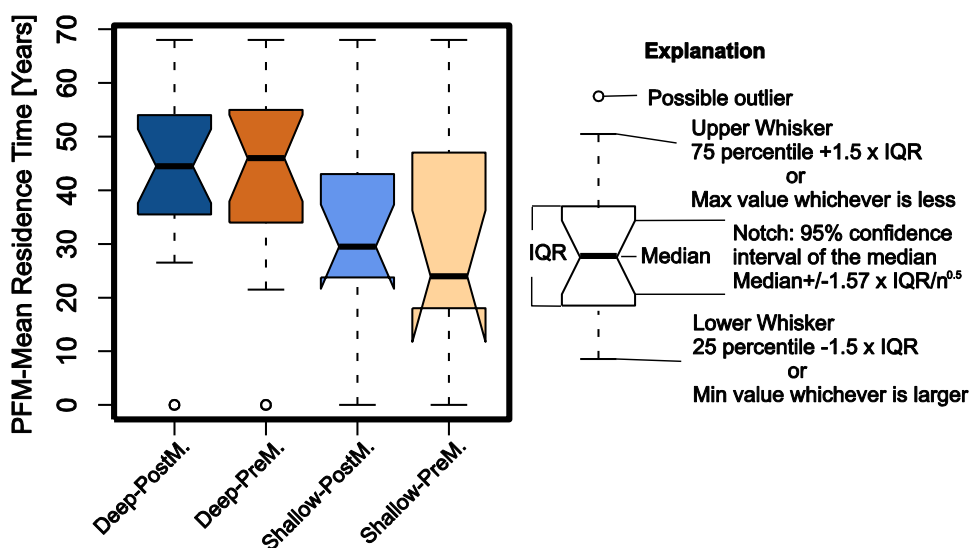 PFM-Mean Residence Time [Years]
70
60
50
40
30
20
10
0
Deep-PostM.
Deep-PreM.
Shallow-PostM.
Shallow-PreM.
Explanation
Possible outlier
Upper Whisker
75 percentile +1.5 x IQR
or
Max value whichever is less
IQR
Median
Notch: 95% confidence
interval of the median
Median+/-1.57 x IQR/n^0.5
Lower Whisker
25 percentile -1.5 x IQR
or
Min value whichever is larger